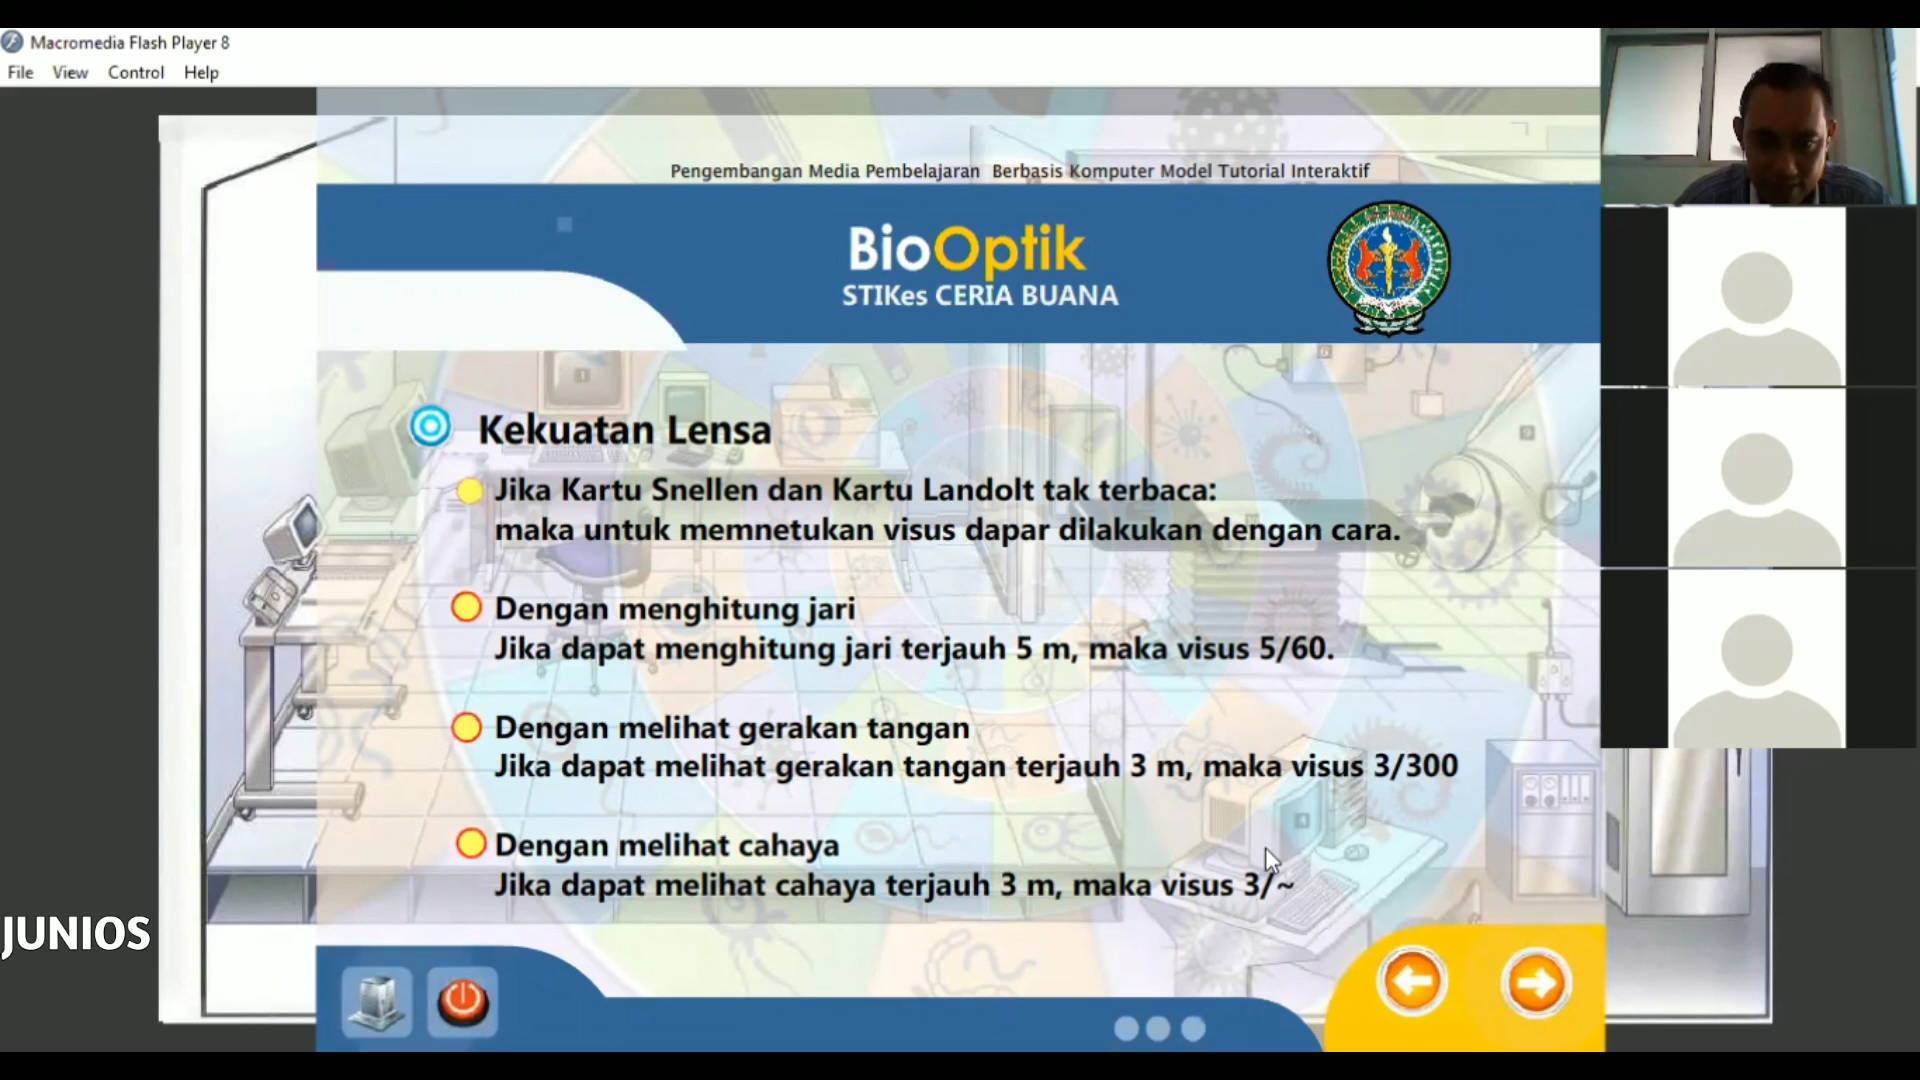 Macromedia Flash Player 8
File View Control Help
Pengembangan Media Pembelajaran Berbasis Komputer Model Tutorial Interaktif
BioOptik
STIKes CERIA BUANA
Kekuatan Lensa
Jika Kartu Snellen dan Kartu Landolt tak terbaca:
maka untuk memnetukan visus dapar dilakukan dengan cara.
Dengan menghitung jari
Jika dapat menghitung jari terjauh 5 m, maka visus 5/60.
Dengan melihat gerakan tangan
Jika dapat melihat gerakan tangan terjauh 3 m, maka visus 3/300
Dengan melihat cahaya
Jika dapat melihat cahaya terjauh 3 m, maka visus 3/~
JUNIOS